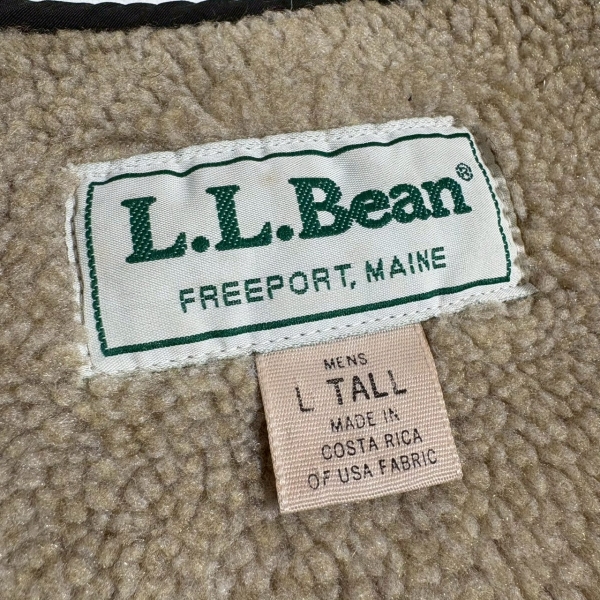 L.L.Bean®
FREEPORT, MAINE
MENS
L TALL
MADE IN
COSTA RICA
OF USA FABRIC